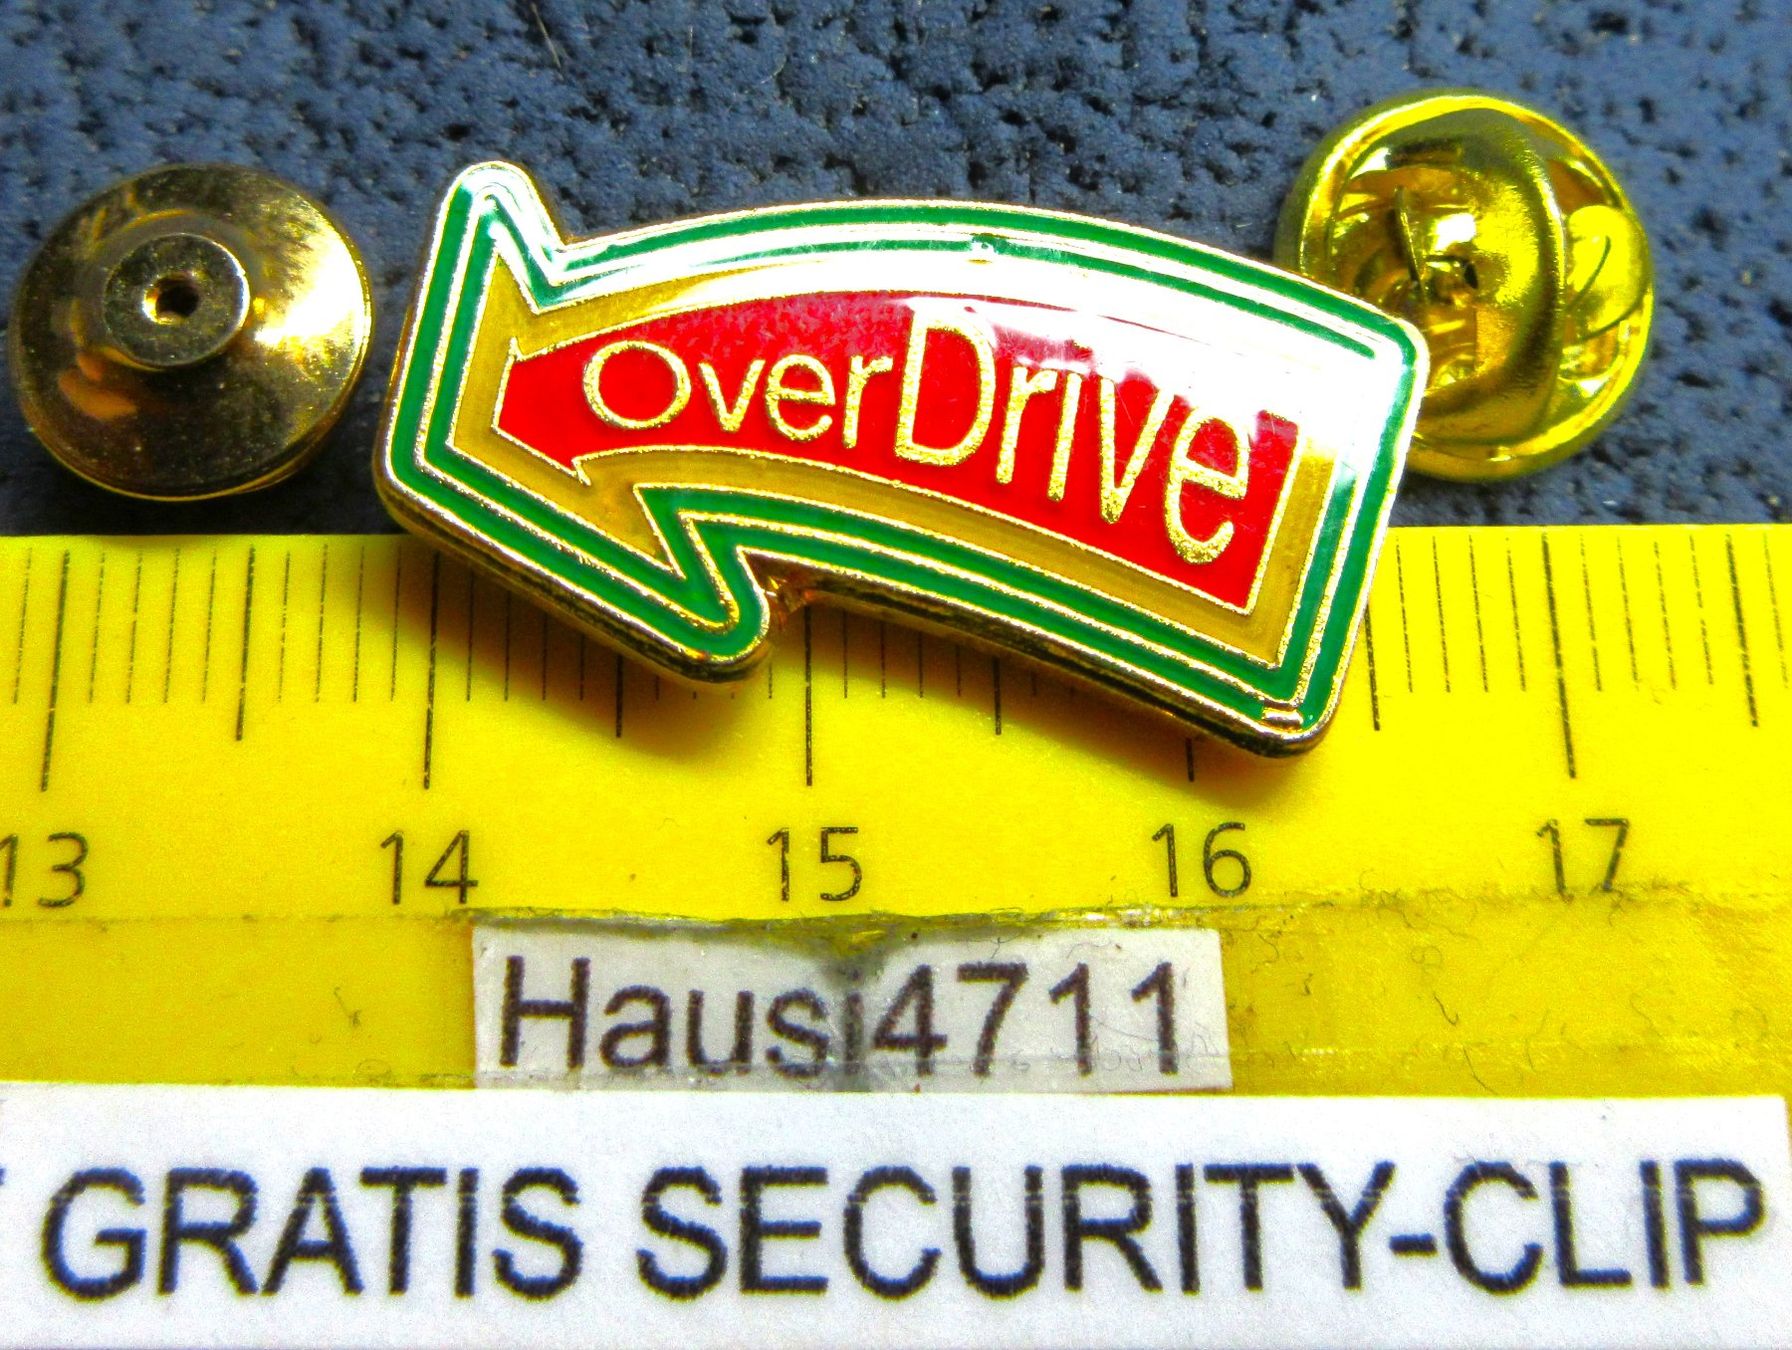 overDrive
13 14 15 16 17
Hausi4711
GRATIS SECURITY-CLIP